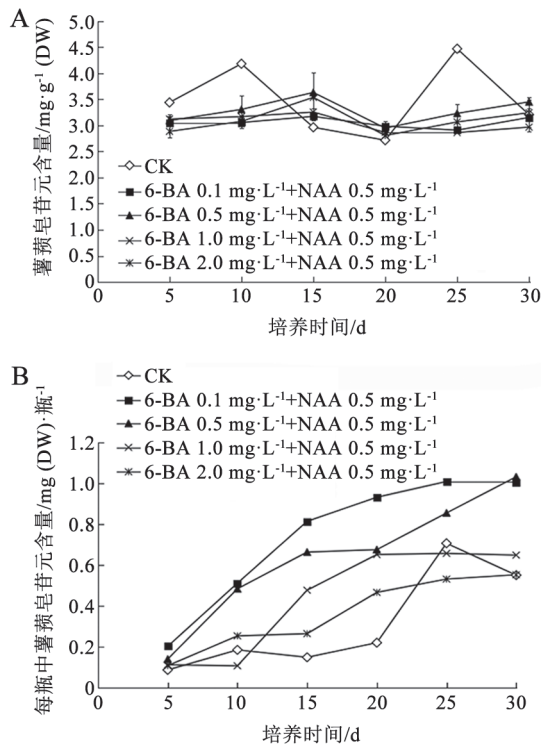 A
薯蓣皂苷元含量/mg·g-1 (DW)
5.0
4.5
4.0
3.5
3.0
2.5
2.0
1.5
1.0
0.5
0
CK
6-BA 0.1 mg·L-1+NAA 0.5 mg·L-1
6-BA 0.5 mg·L-1+NAA 0.5 mg·L-1
6-BA 1.0 mg·L-1+NAA 0.5 mg·L-1
6-BA 2.0 mg·L-1+NAA 0.5 mg·L-1
0 5 10 15 20 25 30
培养时间/d
B
CK
6-BA 0.1 mg·L-1+NAA 0.5 mg·L-1
6-BA 0.5 mg·L-1+NAA 0.5 mg·L-1
6-BA 1.0 mg·L-1+NAA 0.5 mg·L-1
6-BA 2.0 mg·L-1+NAA 0.5 mg·L-1
每瓶中薯蓣皂苷元含量/mg (DW)·瓶-1
1.2
1.0
0.8
0.6
0.4
0.2
0
0 5 10 15 20 25 30
培养时间/d